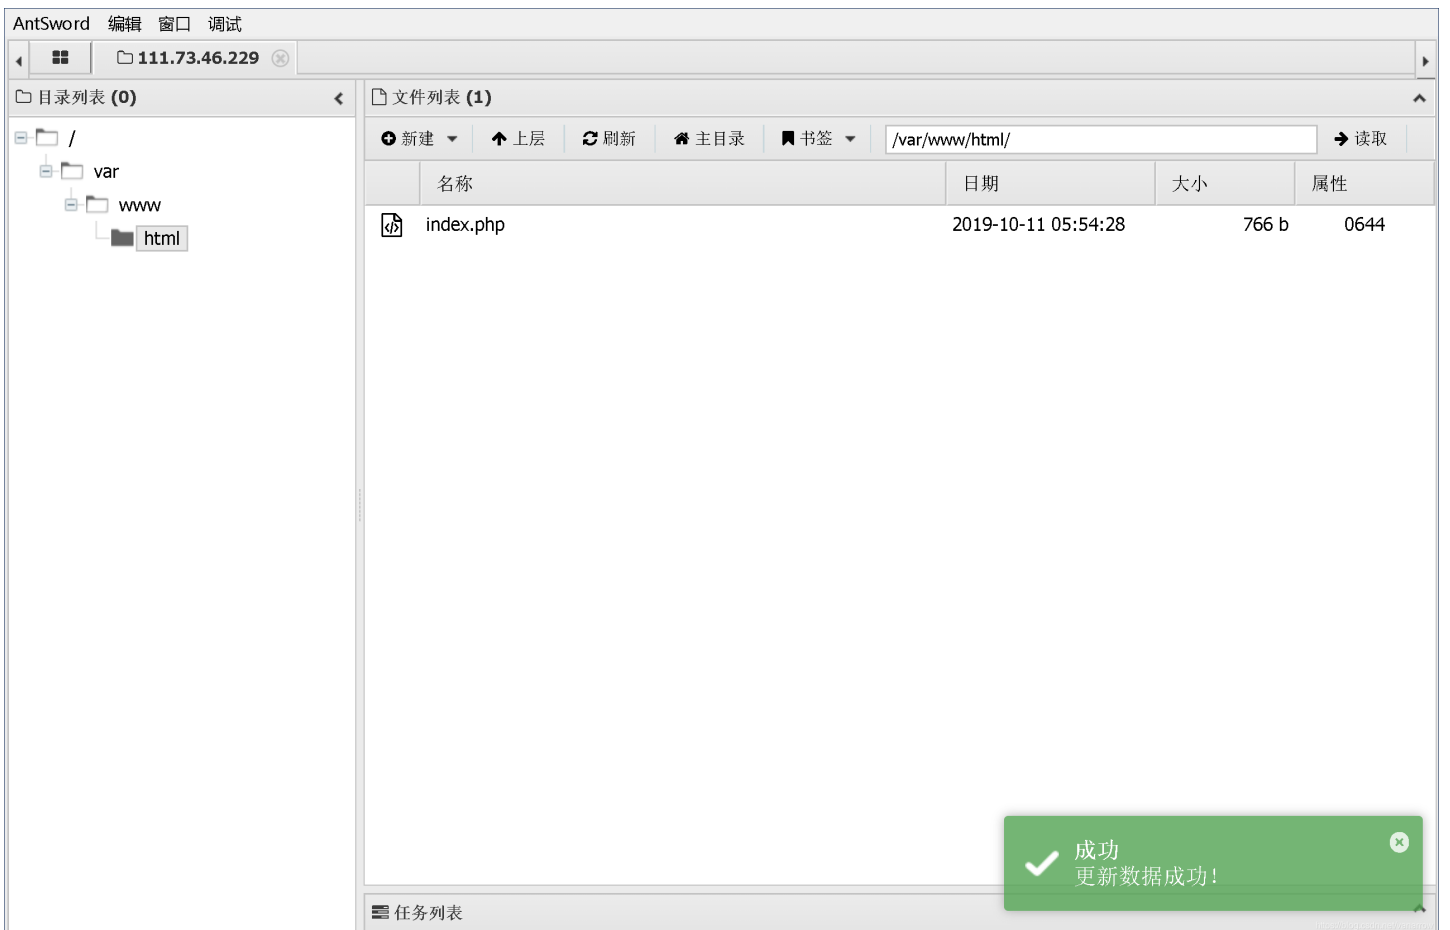 AntSword 编辑 窗口 调试
111.73.46.229
目录列表 (0)
文件列表 (1)
新建 上层 刷新 主目录 书签 /var/www/html/ 读取
名称 日期 大小 属性
/
var
www
html
index.php 2019-10-11 05:54:28 766 b 0644
成功
更新数据成功!
任务列表